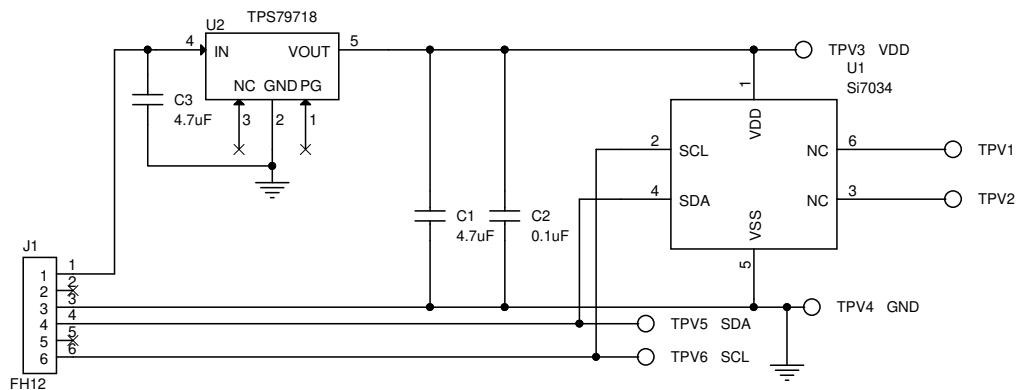 TPS79718
U2
4 IN VOUT 5
NC GND PG
3 2 1
C3
4.7uF
TPV3 VDD
U1
Si7034
1
VDD
2 SCL NC 6 TPV1
4 SDA NC 3 TPV2
VSS
5
C1
4.7uF
C2
0.1uF
J1
1 1
2 2
3 3
4 4
5 5
6 6
FH12
TPV4 GND
TPV5 SDA
TPV6 SCL